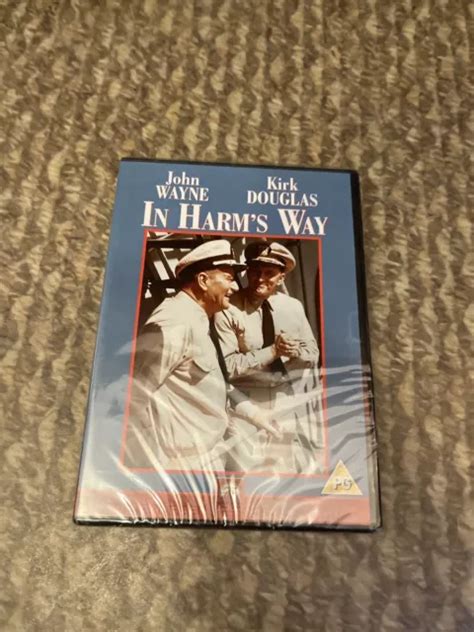 John Kirk
WAYNE DOUGLAS
IN HARM'S WAY
PG